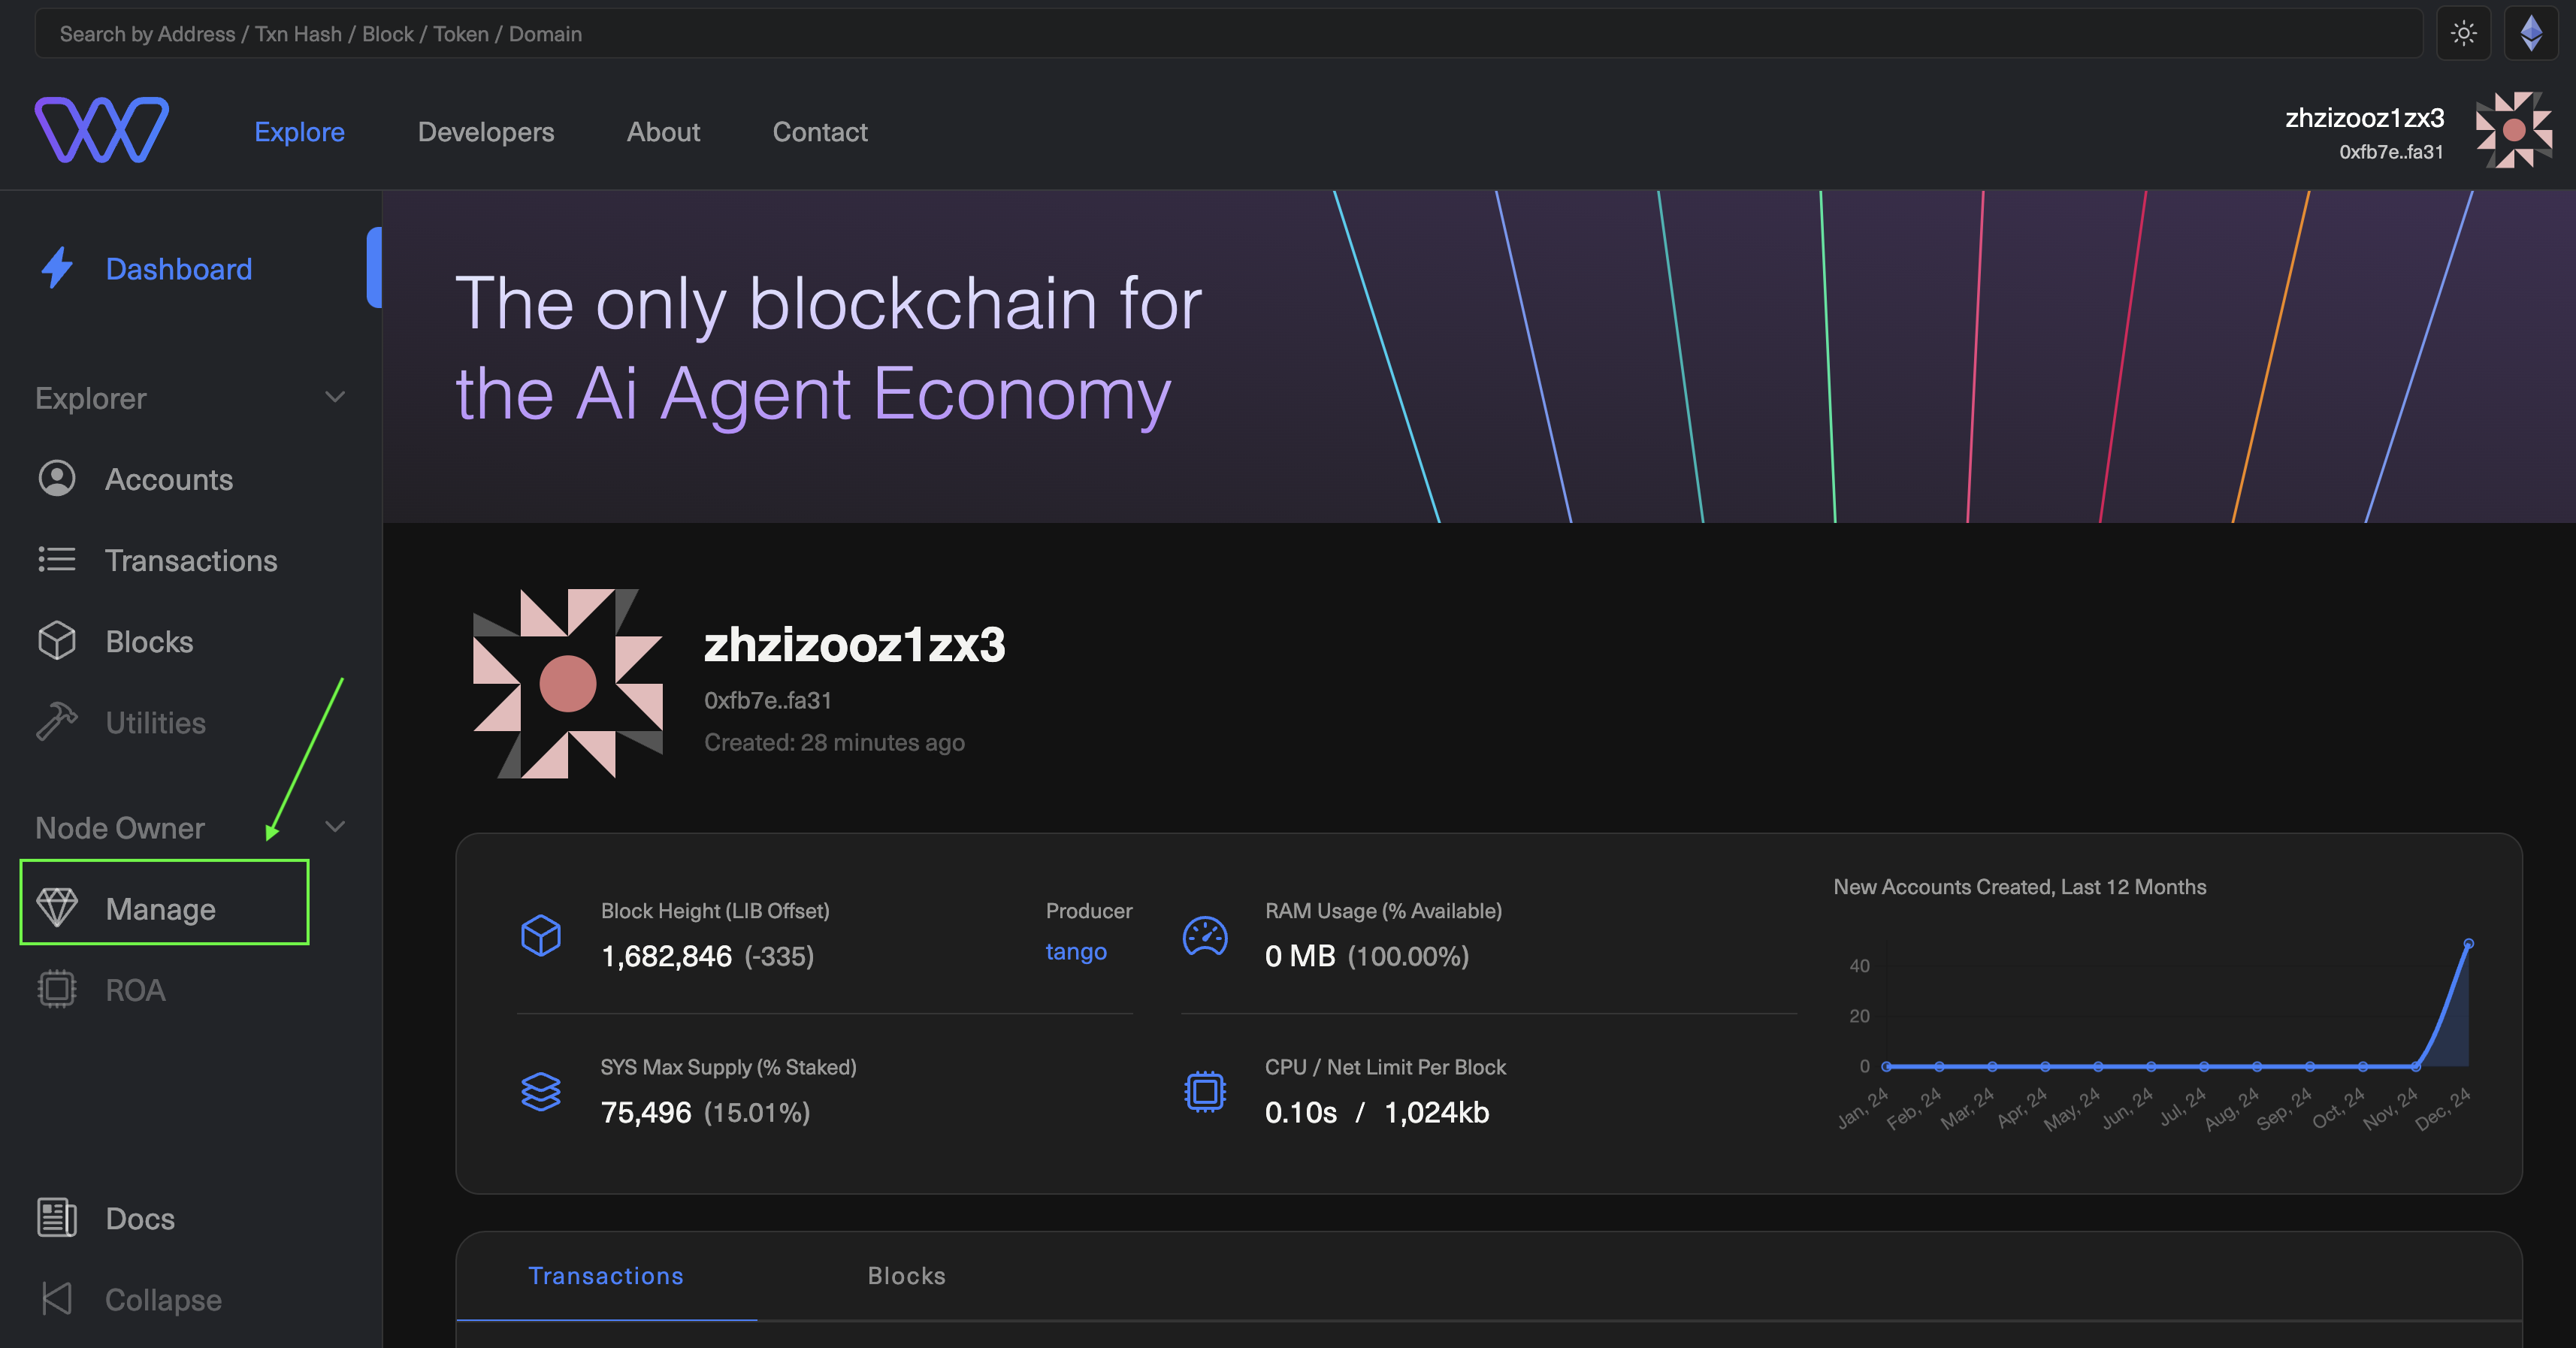 Search by Address / Txn Hash / Block / Token / Domain
Explore
Developers
About
Contact
zhzizooz1zx3
0xfb7e..fa31
Dashboard
Explorer
Accounts
Transactions
Blocks
Utilities
Node Owner
Manage
ROA
Docs
Collapse
The only blockchain for
the Ai Agent Economy
zhzizooz1zx3
0xfb7e..fa31
Created: 28 minutes ago
Block Height (LIB Offset)
1,682,846 (-335)
Producer
tango
RAM Usage (% Available)
0 MB (100.00%)
SYS Max Supply (% Staked)
75,496 (15.01%)
CPU / Net Limit Per Block
0.10s / 1,024kb
New Accounts Created, Last 12 Months
40
20
0
Jan, 24
Feb, 24
Mar, 24
Apr, 24
May, 24
Jun, 24
Jul, 24
Aug, 24
Sep, 24
Oct, 24
Nov, 24
Dec, 24
Transactions
Blocks